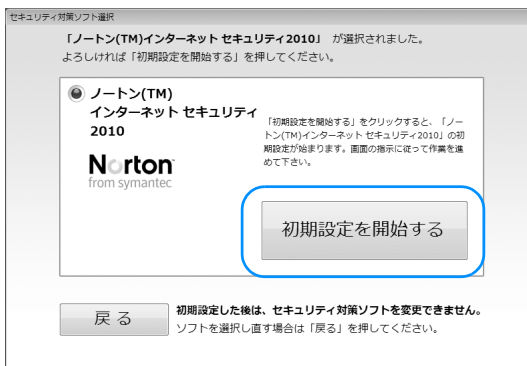 セキュリティ対策ソフト選択
「ノートン(TM)インターネット セキュリティ2010」 が選択されました。
よろしければ「初期設定を開始する」を押してください。
ノートン(TM)
インターネット セキュリティ
2010
Norton
from symantec
「初期設定を開始する」をクリックすると、「ノー
トン(TM)インターネット セキュリティ2010」の初
期設定が始まります。画面の指示に従って作業を進
めて下さい。
初期設定を開始する
戻 る
初期設定した後は、セキュリティ対策ソフトを変更できません。
ソフトを選択し直す場合は「戻る」を押してください。